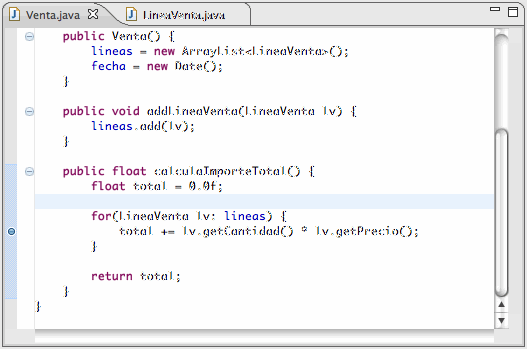 Venta.java
LineaVenta.java
public Venta() {
lineas = new ArrayList<LineaVenta>();
fecha = new Date();
}
public void addLineaVenta(LineaVenta lv) {
lineas.add(lv);
}
public float calculaImporteTotal() {
float total = 0.0f;
for(LineaVenta lv: lineas) {
total += lv.getCantidad() * lv.getPrecio();
}
return total;
}
}